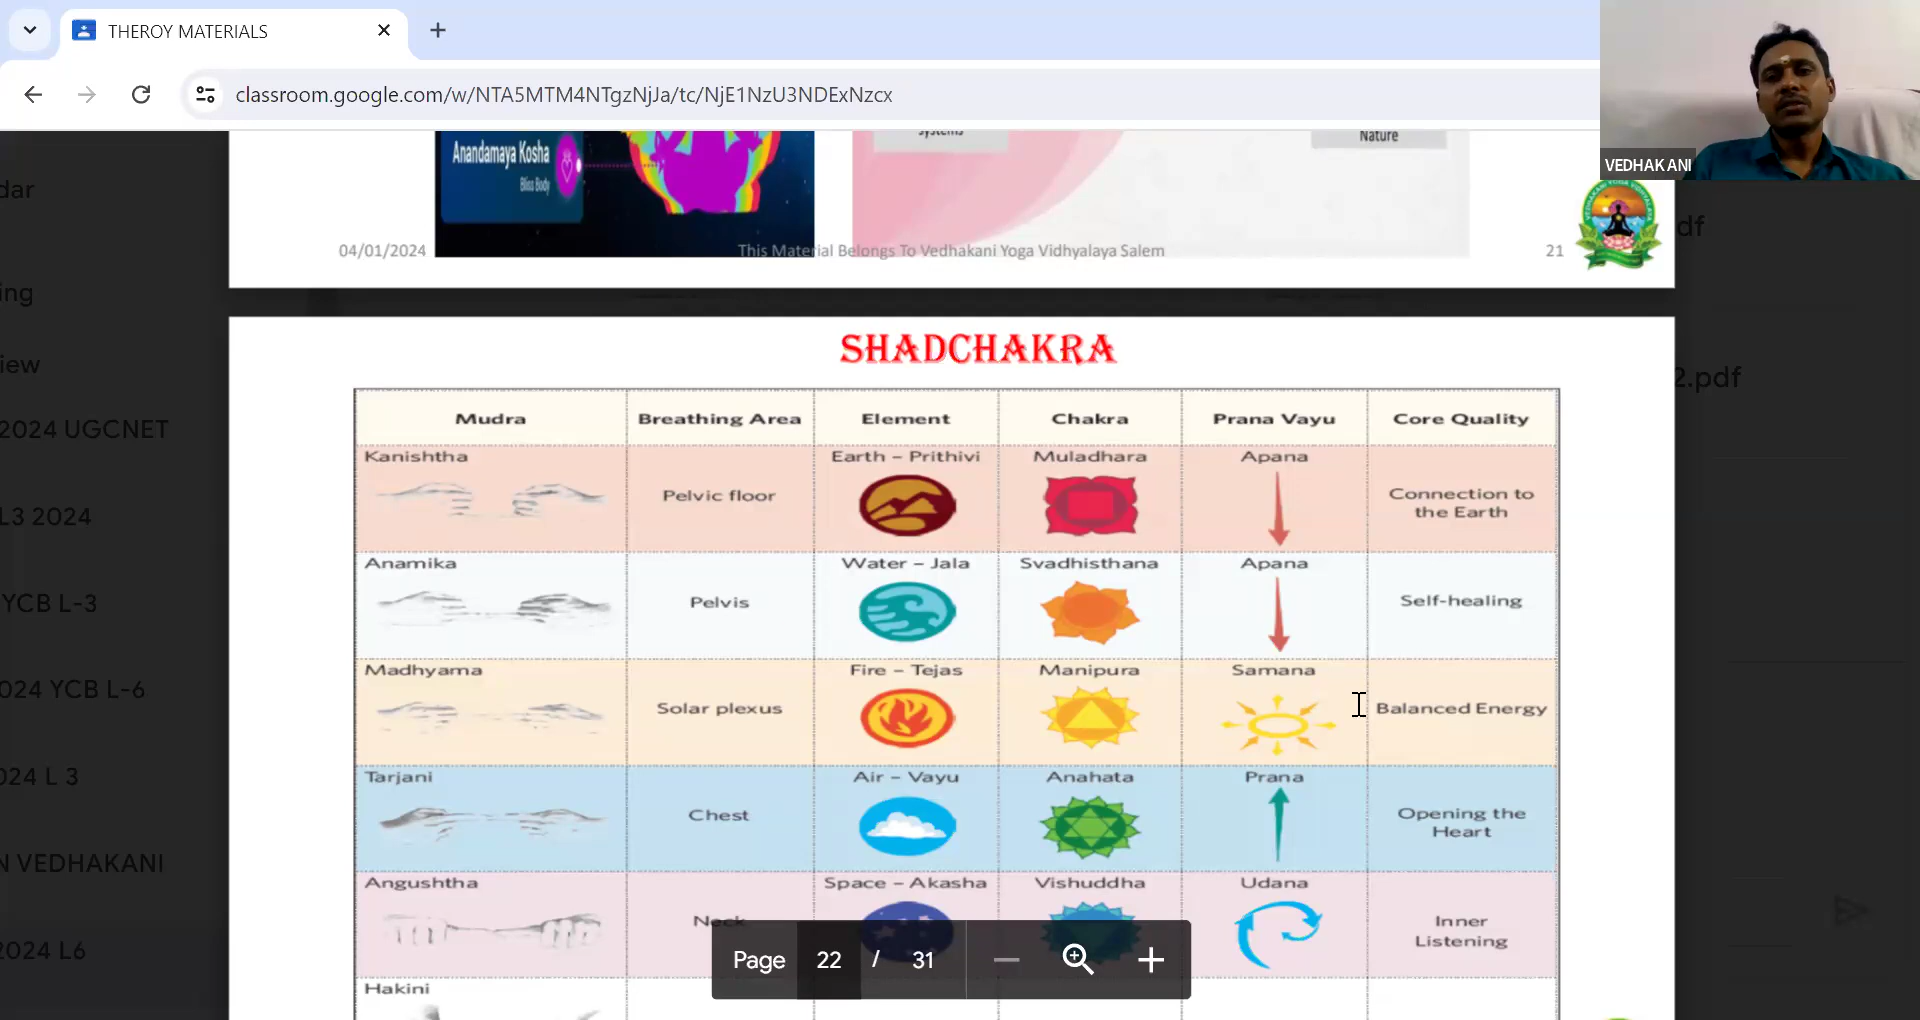 THEROY MATERIALS
classroom.google.com/w/NTA5MTM4NTgzNjJa/tc/NjE1NzU3NDExNzcx
VEDHAKANI
Anandamaya Kosha
Bliss Body
systems
Nature
04/01/2024
This Material Belongs To Vedhakani Yoga Vidhyalaya Salem
21
dar
ing
iew
2024 UGCNET
L3 2024
YCB L-3
024 YCB L-6
024 L 3
N VEDHAKANI
2024 L6
df
2.pdf
SHADCHAKRA
Mudra Breathing Area Element Chakra Prana Vayu Core Quality
Kanishtha Pelvic floor Earth – Prithivi Muladhara Apana Connection to
the Earth
Anamika Pelvis Water – Jala Svadhisthana Apana Self-healing
Madhyama Solar plexus Fire – Tejas Manipura Samana Balanced Energy
Tarjani Chest Air – Vayu Anahata Prana Opening the
Heart
Angushtha Neck Space – Akasha Vishuddha Udana Inner
Listening
Hakini
Page 22 / 31